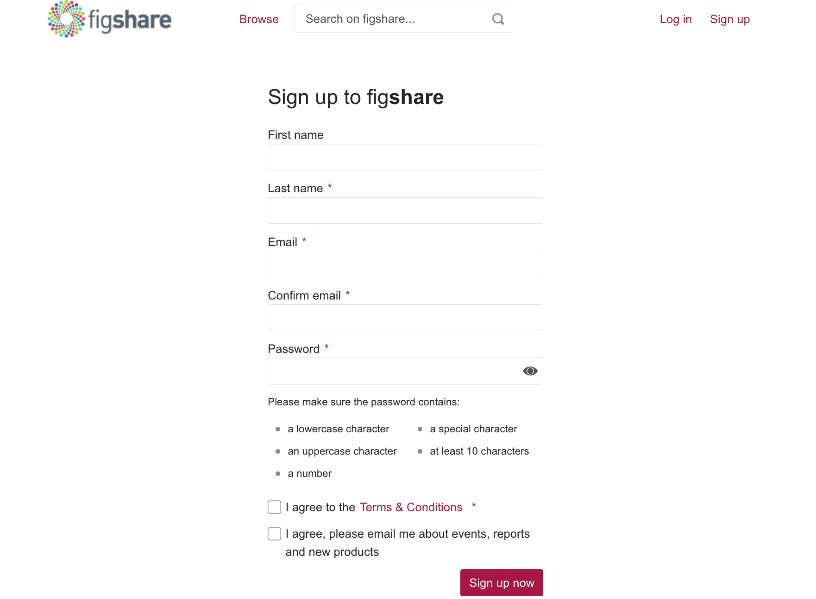 figshare
Browse
Search on figshare...
Log in
Sign up
Sign up to figshare
First name
Last name *
Email *
Confirm email *
Password *
Please make sure the password contains:
a lowercase character
a special character
an uppercase character
at least 10 characters
a number
I agree to the Terms & Conditions *
I agree, please email me about events, reports
and new products
Sign up now